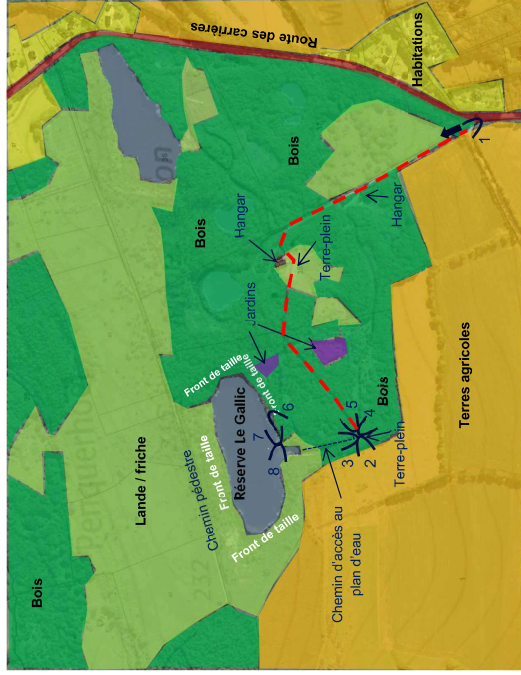 Route des carrières
Habitations
1
Bois
Hangar
Bois
Hangar
Terre-plein
Jardins
Front de taille
Front de taille
Réserve Le Gallic
6
7
8
Lande / friche
Chemin pédestre
Front de taille
Front de taille
Bois
5
4
3
2
Bois
Terre-plein
Terres agricoles
Chemin d'accès au
plan d'eau